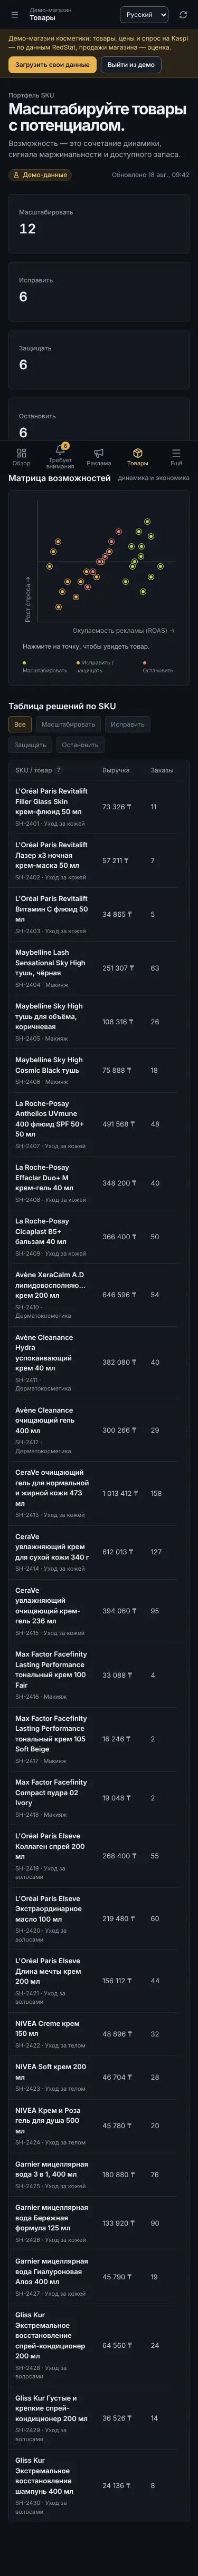 Демо-магазин
Товары
Русский
Демо-магазин косметики: товары, цены и спрос на Kaspi
— по данным RedStat, продажи магазина — оценка.
Загрузить свои данные
Выйти из демо
Портфель SKU
Масштабируйте товары
с потенциалом.
Возможность — это сочетание динамики,
сигнала маржинальности и доступного запаса.
Демо-данные
Обновлено 18 авг., 09:42
Масштабировать
12
Исправить
6
Защищать
6
Остановить
6
Обзор
6
Требует
внимания
Реклама
Товары
Ещё
Матрица возможностей
динамика и экономика
Рост спроса →
Окупаемость рекламы (ROAS) →
Нажмите на точку, чтобы увидеть товар.
Масштабировать
Исправить /
защищать
Остановить
Таблица решений по SKU
Все
Масштабировать
Исправить
Защищать
Остановить
SKU / товар ?
Выручка
Заказы
L'Oréal Paris Revitalift
Filler Glass Skin
крем-флюид 50 мл
SH-2401 · Уход за кожей
73 326 ₸
11
L'Oréal Paris Revitalift
Лазер х3 ночная
крем-маска 50 мл
SH-2402 · Уход за кожей
57 211 ₸
7
L'Oréal Paris Revitalift
Витамин С флюид 50
мл
SH-2403 · Уход за кожей
34 865 ₸
5
Maybelline Lash
Sensational Sky High
тушь, чёрная
SH-2404 · Макияж
251 307 ₸
63
Maybelline Sky High
тушь для объёма,
коричневая
SH-2405 · Макияж
108 316 ₸
26
Maybelline Sky High
Cosmic Black тушь
SH-2406 · Макияж
75 888 ₸
18
La Roche-Posay
Anthelios UVmune
400 флюид SPF 50+
50 мл
SH-2407 · Уход за кожей
491 568 ₸
48
La Roche-Posay
Effaclar Duo+ M
крем-гель 40 мл
SH-2408 · Уход за кожей
348 200 ₸
40
La Roche-Posay
Cicaplast B5+
бальзам 40 мл
SH-2409 · Уход за кожей
366 400 ₸
50
Avène XeraCalm A.D
липидовосполняю...
крем 200 мл
SH-2410 ·
Дерматокосметика
646 596 ₸
54
Avène Cleanance
Hydra
успокаивающий
крем 40 мл
SH-2411 ·
Дерматокосметика
382 080 ₸
40
Avène Cleanance
очищающий гель
400 мл
SH-2412 ·
Дерматокосметика
300 266 ₸
29
CeraVe очищающий
гель для нормальной
и жирной кожи 473
мл
SH-2413 · Уход за кожей
1 013 412 ₸
158
CeraVe
увлажняющий крем
для сухой кожи 340 г
SH-2414 · Уход за кожей
612 013 ₸
127
CeraVe
увлажняющий
очищающий крем-
гель 236 мл
SH-2415 · Уход за кожей
394 060 ₸
95
Max Factor Facefinity
Lasting Performance
тональный крем 100
Fair
SH-2416 · Макияж
33 088 ₸
4
Max Factor Facefinity
Lasting Performance
тональный крем 105
Soft Beige
SH-2417 · Макияж
16 246 ₸
2
Max Factor Facefinity
Compact пудра 02
Ivory
SH-2418 · Макияж
19 048 ₸
2
L'Oréal Paris Elseve
Коллаген спрей 200
мл
SH-2419 · Уход за
волосами
268 400 ₸
55
L'Oréal Paris Elseve
Экстраординарное
масло 100 мл
SH-2420 · Уход за
волосами
219 480 ₸
60
L'Oréal Paris Elseve
Длина мечты крем
200 мл
SH-2421 · Уход за
волосами
156 112 ₸
44
NIVEA Creme крем
150 мл
SH-2422 · Уход за телом
48 896 ₸
32
NIVEA Soft крем 200
мл
SH-2423 · Уход за телом
46 704 ₸
28
NIVEA Крем и Роза
гель для душа 500
мл
SH-2424 · Уход за телом
45 780 ₸
20
Garnier мицеллярная
вода 3 в 1, 400 мл
SH-2425 · Уход за кожей
180 880 ₸
76
Garnier мицеллярная
вода Бережная
формула 125 мл
SH-2426 · Уход за кожей
133 920 ₸
90
Garnier мицеллярная
вода Гиалуроновая
Алоэ 400 мл
SH-2427 · Уход за кожей
45 790 ₸
19
Gliss Kur
Экстремальное
восстановление
спрей-кондиционер
200 мл
SH-2428 · Уход за
волосами
64 560 ₸
24
Gliss Kur Густые и
крепкие спрей-
кондиционер 200 мл
SH-2429 · Уход за
волосами
36 526 ₸
14
Gliss Kur
Экстремальное
восстановление
шампунь 400 мл
SH-2430 · Уход за
волосами
24 136 ₸
8